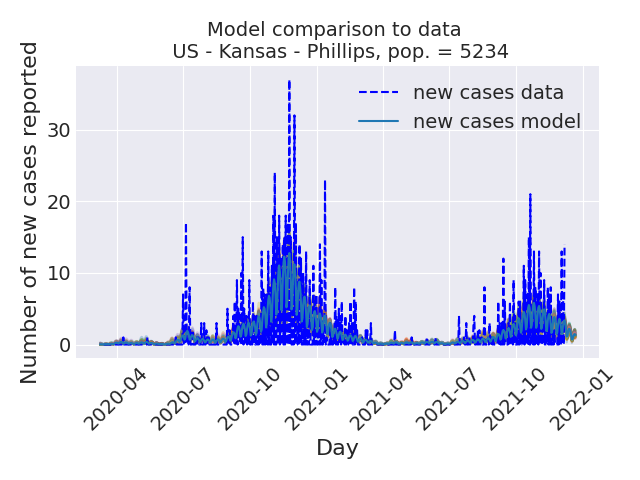 Model comparison to data
US - Kansas - Phillips, pop. = 5234
Number of new cases reported
30
20
10
0
new cases data
new cases model
2020-04
2020-07
2020-10
2021-01
2021-04
2021-07
2021-10
2022-01
Day